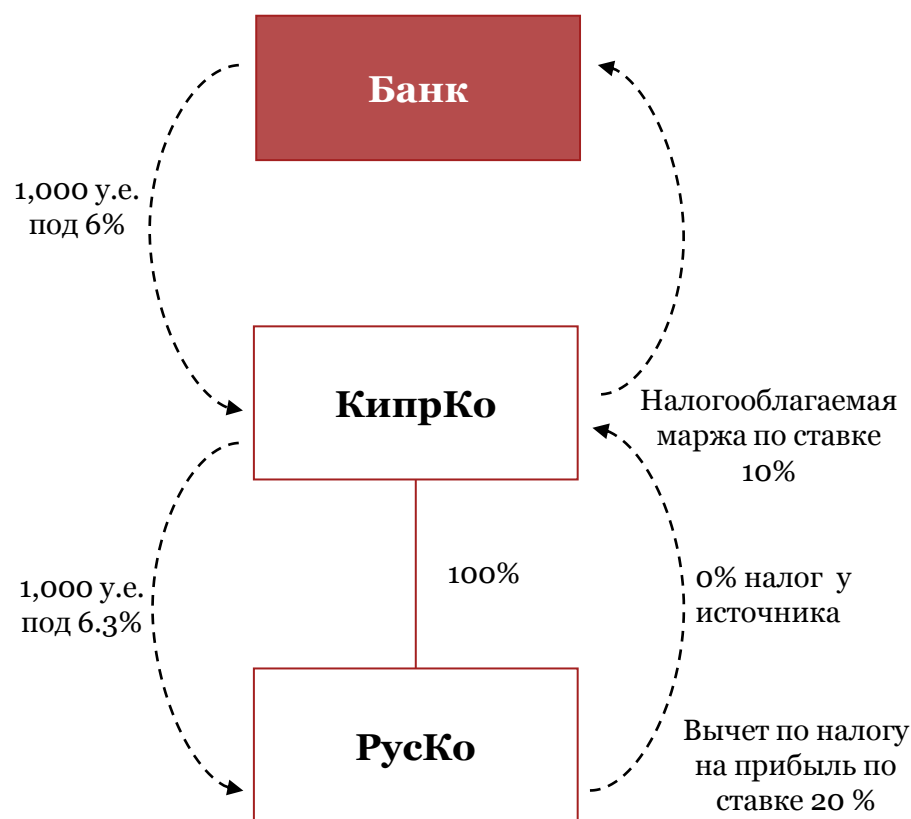 Банк
1,000 у.е.
под 6%
КипрКо
Налогооблагаемая
маржа по ставке
10%
1,000 у.е.
под 6.3%
100%
0% налог у
источника
РусКо
Вычет по налогу
на прибыль по
ставке 20 %